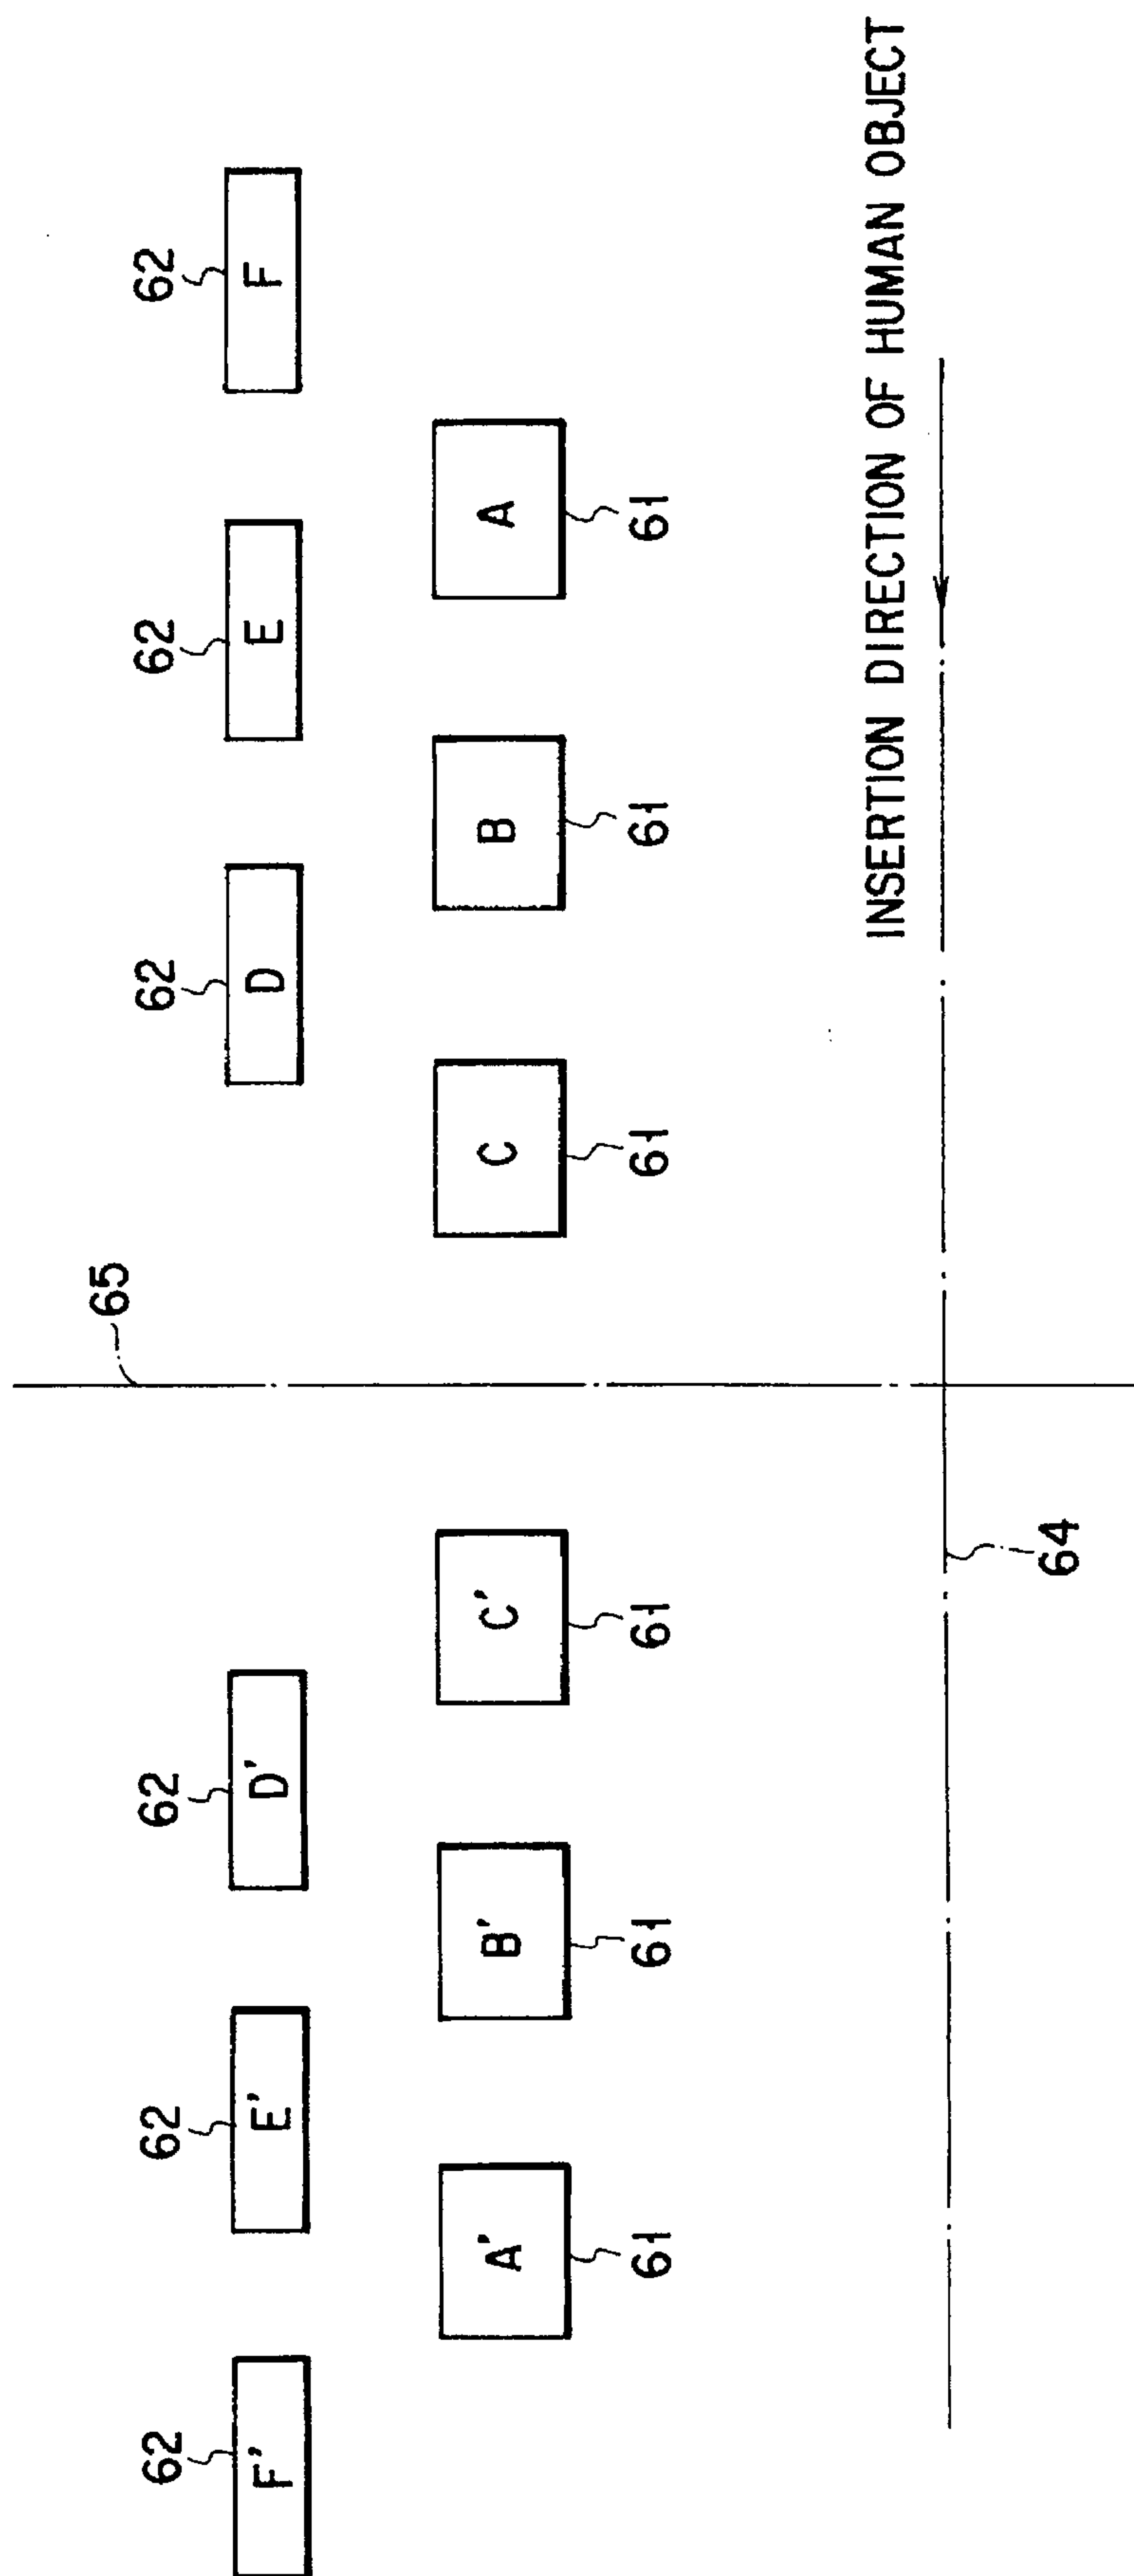 65
62 62 62 62 62 62
F' E' D' D E F
A' B' C' C B A
61 61 61 61 61 61
INSERTION DIRECTION OF HUMAN OBJECT
64